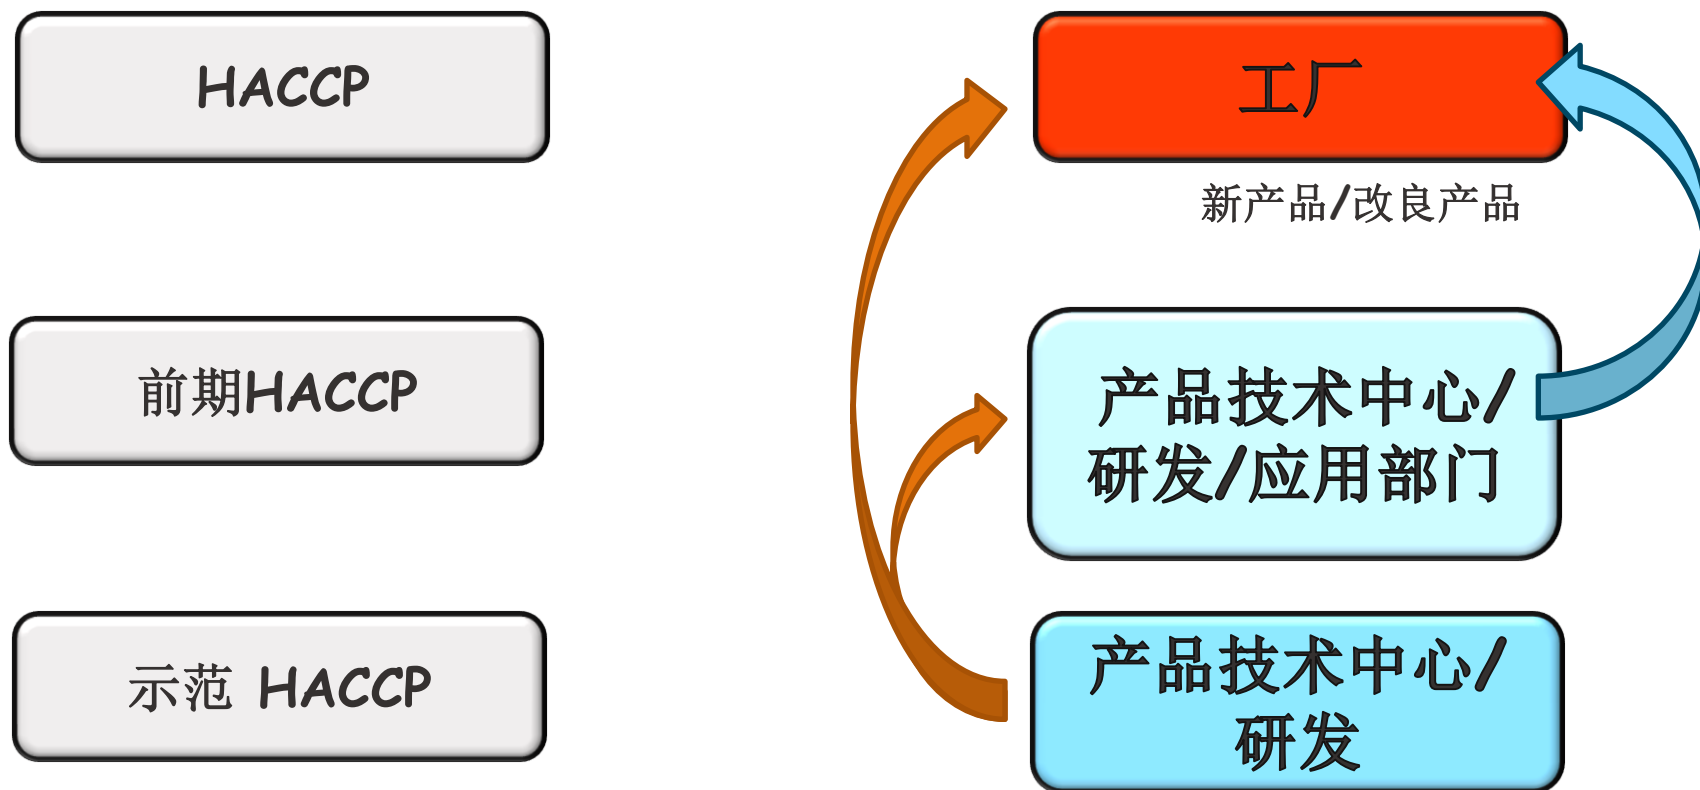 HACCP
工厂
新产品/改良产品
前期HACCP
产品技术中心/
研发/应用部门
示范 HACCP
产品技术中心/
研发